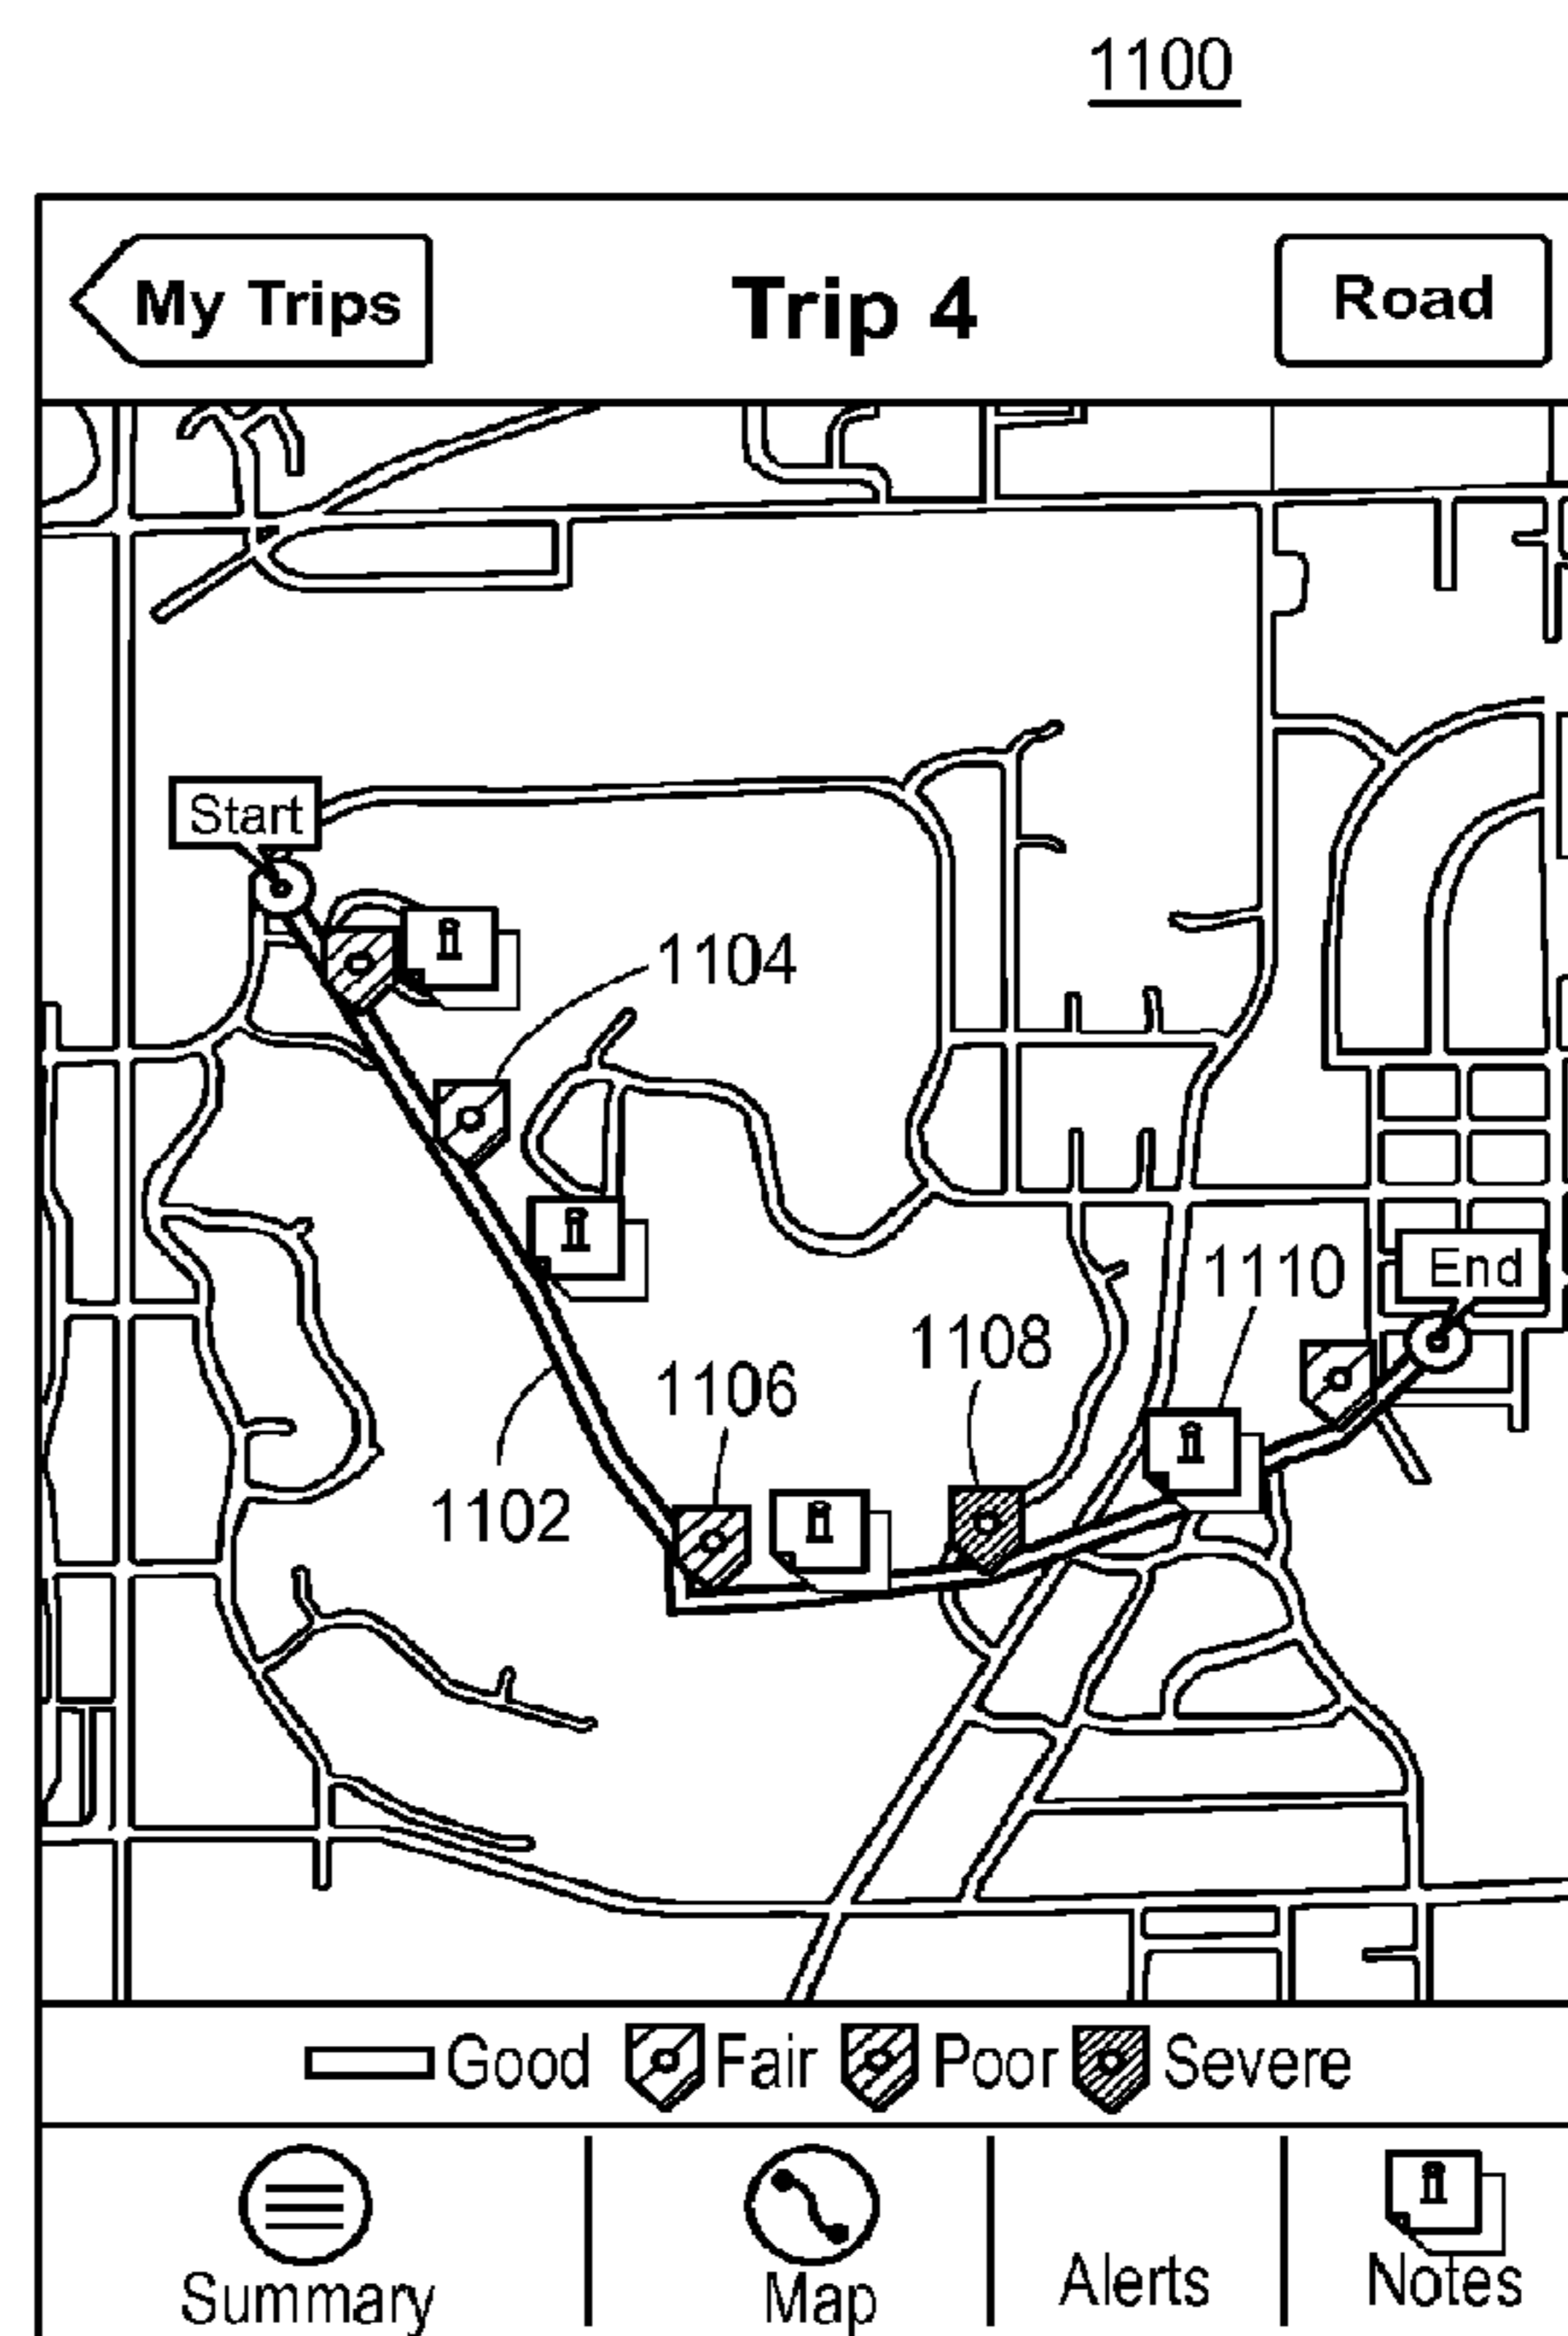 1100
My Trips Trip 4 Road
Start
1104
1110
End
1108
1106
1102
Good Fair Poor Severe
Summary Map Alerts Notes